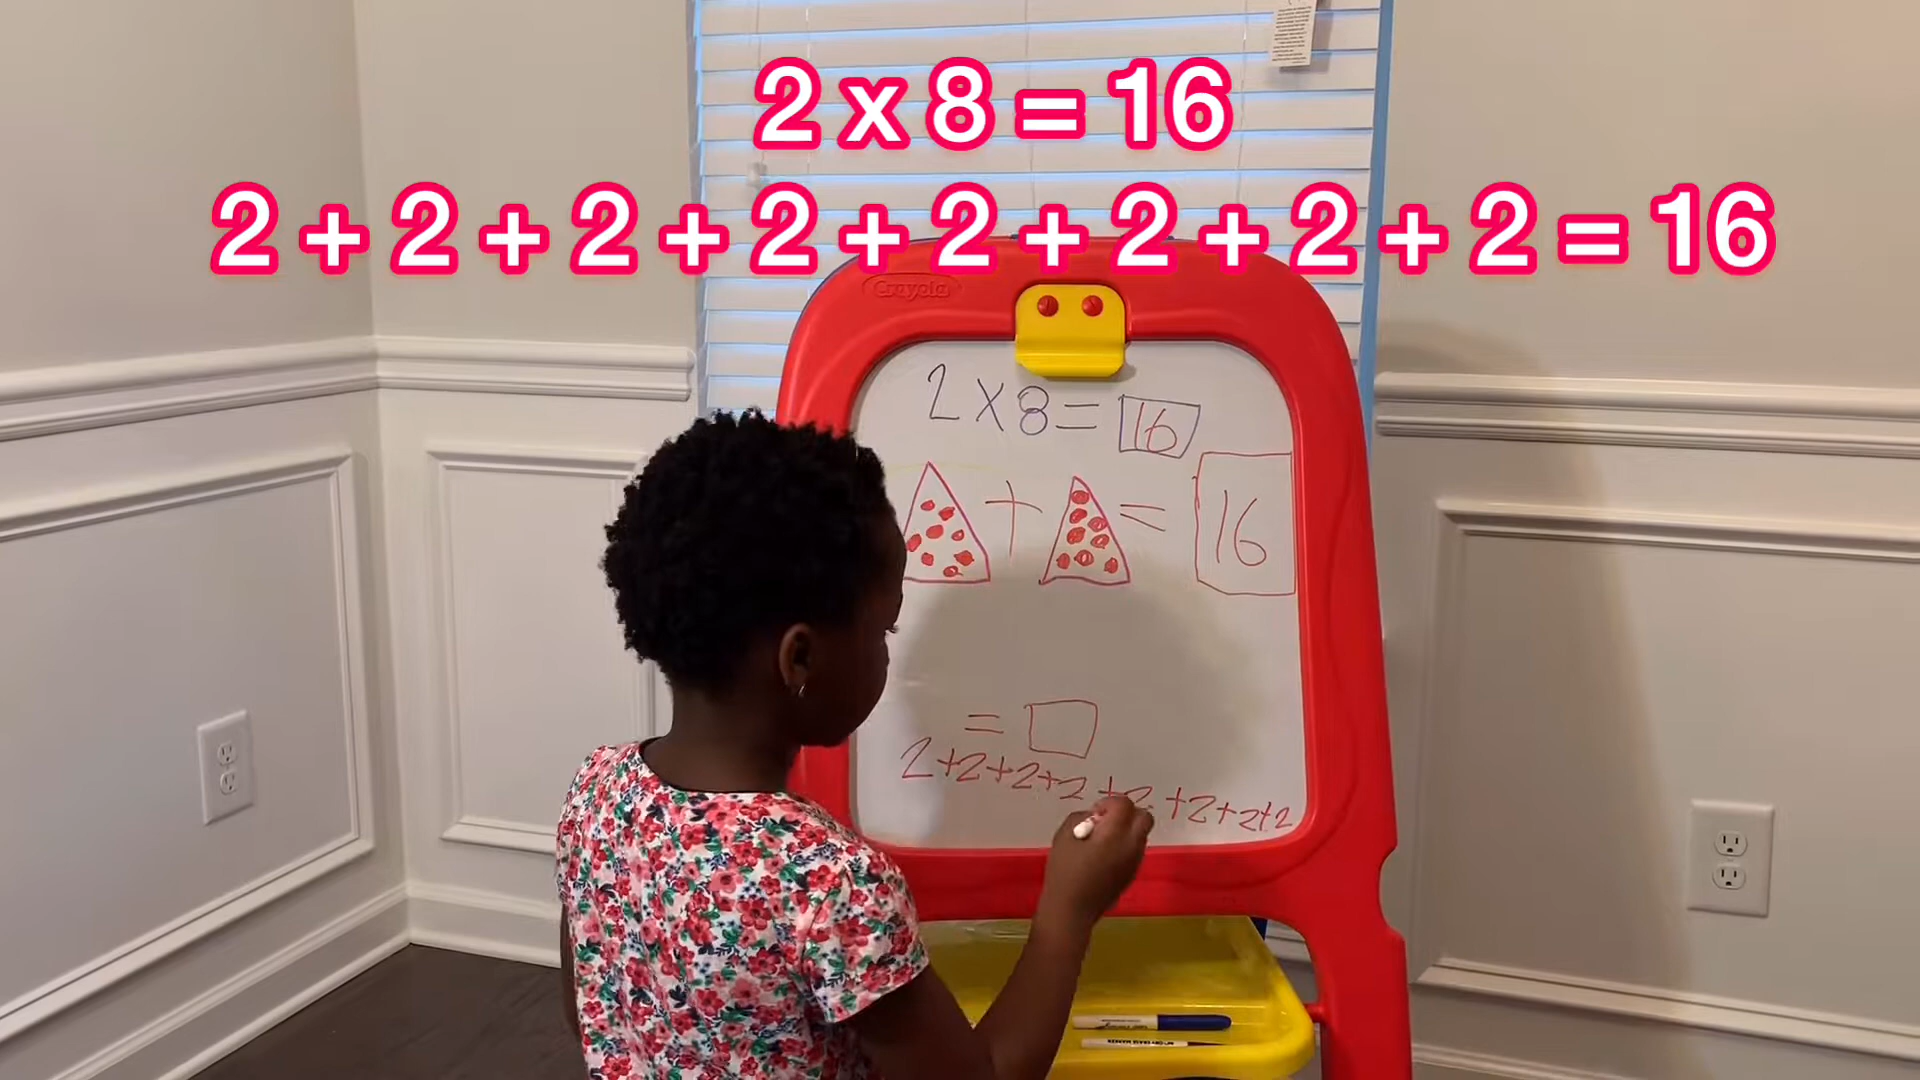 2 x 8 = 16
2 + 2 + 2 + 2 + 2 + 2 + 2 + 2 = 16
Crayola
2 x 8 = 16
+ = 16
=
2+2+2+2+2+2+2+2